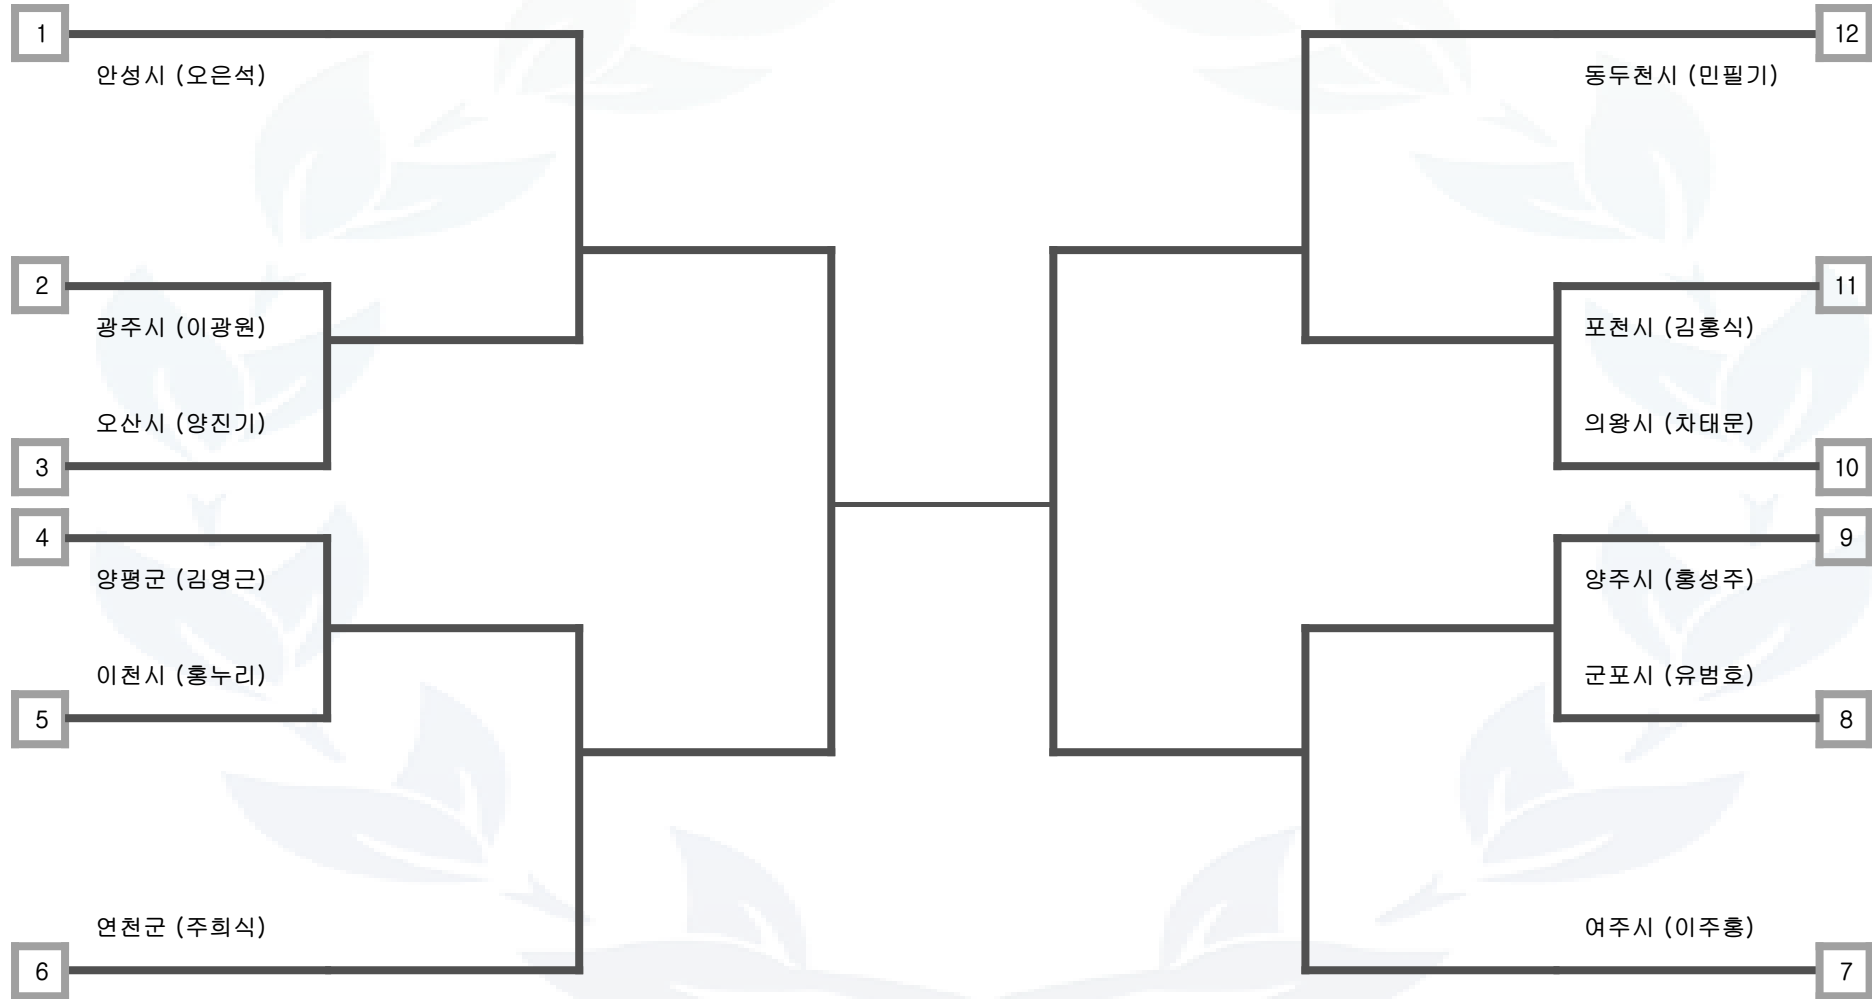 1
안성시 (오은석)
2
광주시 (이광원)
오산시 (양진기)
3
4
양평군 (김영근)
이천시 (홍누리)
5
연천군 (주희식)
6
12
동두천시 (민필기)
11
포천시 (김홍식)
의왕시 (차태문)
10
9
양주시 (홍성주)
군포시 (유범호)
8
여주시 (이주홍)
7